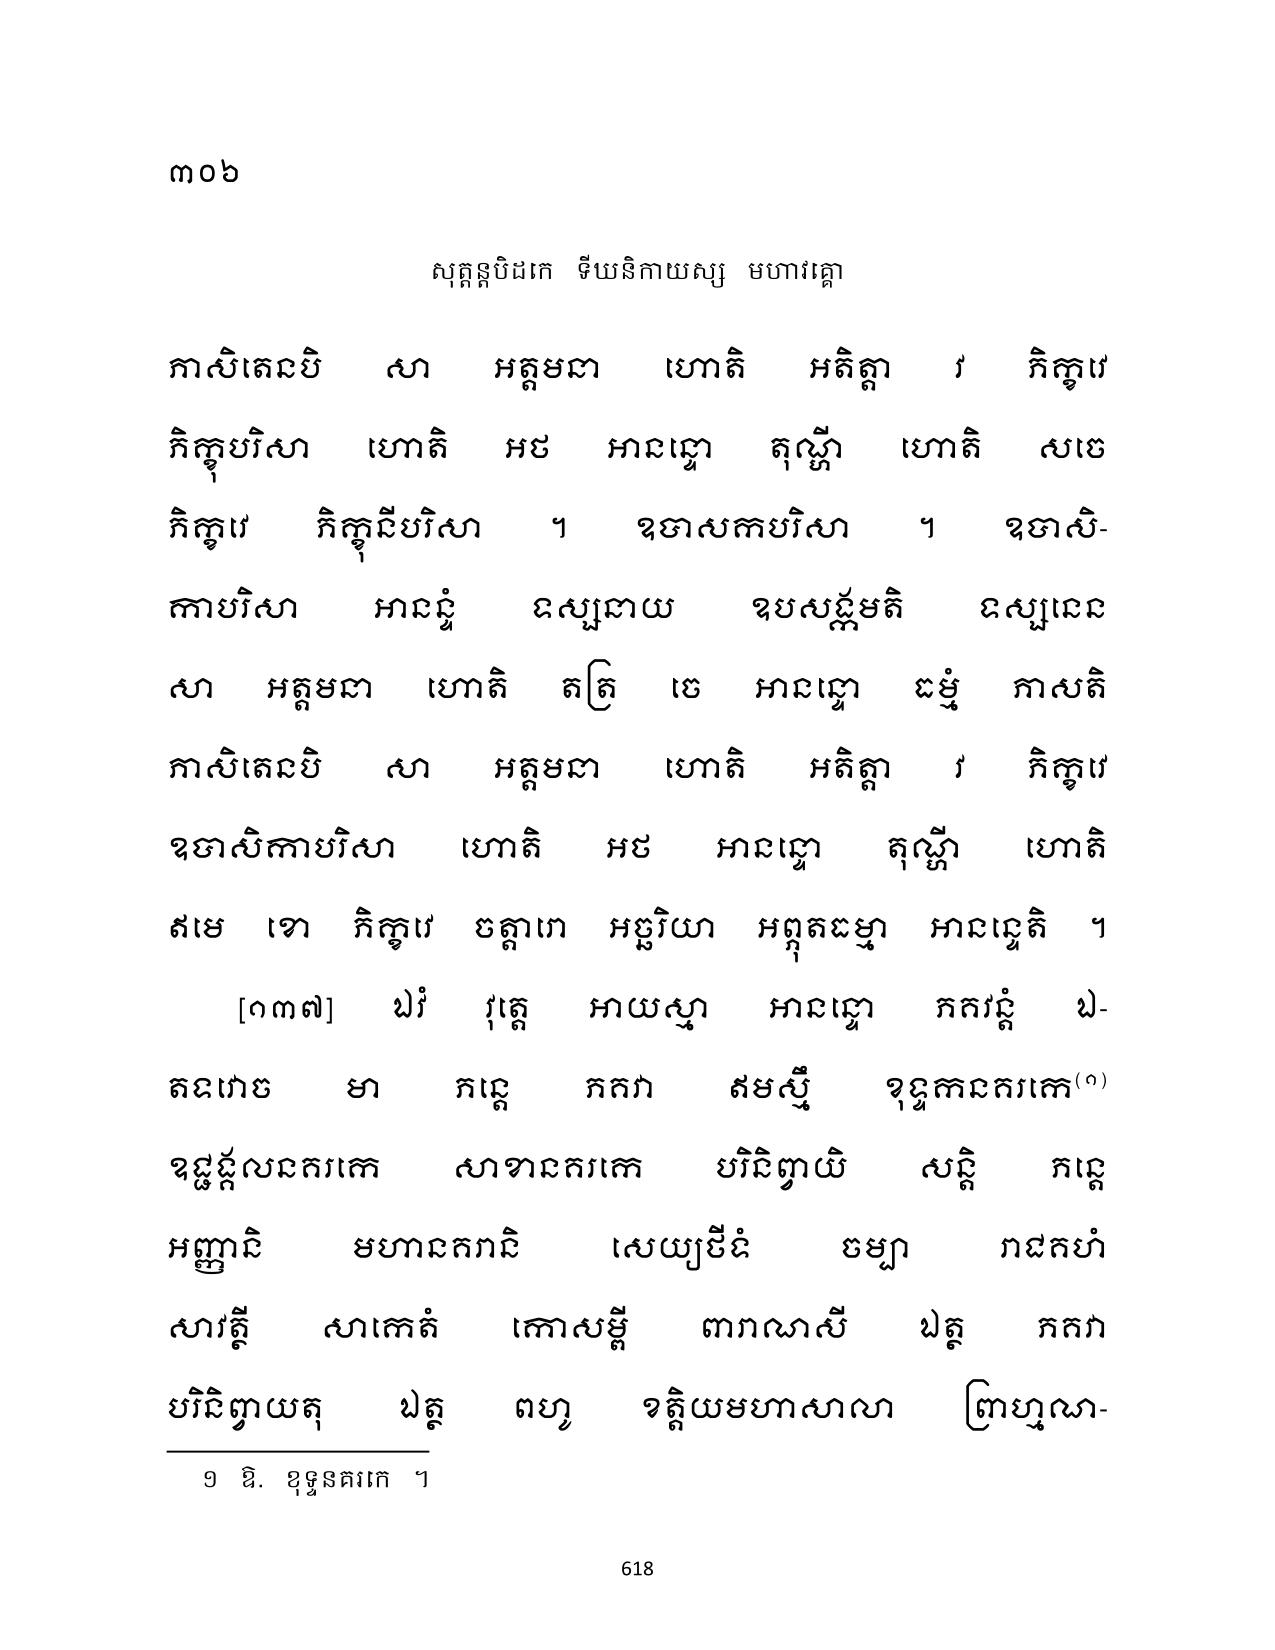 ៣០៦
សុត្តន្តបិដកេ ទីឃនិកាយស្ស មហាវគ្គោ
ភាសិតេនបិ សា អត្តមនា ហោតិ អតិត្តា វ ភិក្ខវេ
ភិក្ខុបរិសា ហោតិ អថ អានន្ទោ តុណ្ហី ហោតិ សចេ
ភិក្ខវេ ភិក្ខុនីបរិសា ។ ឧបាសកបរិសា ។ ឧបាសិ-
កាបរិសា អានន្ទំ ទស្សនាយ ឧបសង្កមតិ ទស្សនេន
សា អត្តមនា ហោតិ តត្រ ចេ អានន្ទោ ធម្មំ ភាសតិ
ភាសិតេនបិ សា អត្តមនា ហោតិ អតិត្តា វ ភិក្ខវេ
ឧបាសិកាបរិសា ហោតិ អថ អានន្ទោ តុណ្ហី ហោតិ
ឥមេ ខោ ភិក្ខវេ ចត្តារោ អច្ឆរិយា អព្ភុតធម្មា អានន្ទេតិ ។
[១៣៧] ឯវំ វុត្តេ អាយស្មា អានន្ទោ ភគវន្តំ ឯ-
តទវោច មា ភន្តេ ភគវា ឥមស្មឹ ខុទ្ទកនគរកេ(១)
ឧជ្ជង្គលនគរកេ សាខានគរកេ បរិនិព្វាយិ សន្តិ ភន្តេ
អញ្ញានិ មហានគរានិ សេយ្យថីទំ ចម្បា រាជគហំ
សាវត្ថី សាកេតំ កោសម្ពី ពារាណសី ឯត្ថ ភគវា
បរិនិព្វាយតុ ឯត្ថ ពហូ ខត្តិយមហាសាលា ព្រាហ្មណ-
១ ឱ. ខុទ្ទនគរកេ ។
618